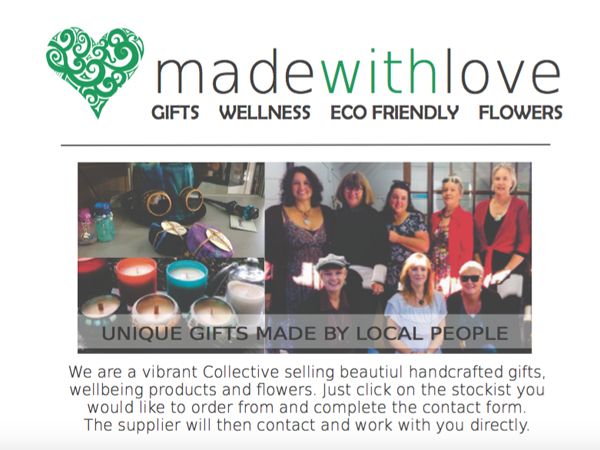 madewithlove
GIFTS WELLNESS ECO FRIENDLY FLOWERS
UNIQUE GIFTS MADE BY LOCAL PEOPLE
We are a vibrant Collective selling beautiul handcrafted gifts,
wellbeing products and flowers. Just click on the stockist you
would like to order from and complete the contact form.
The supplier will then contact and work with you directly.